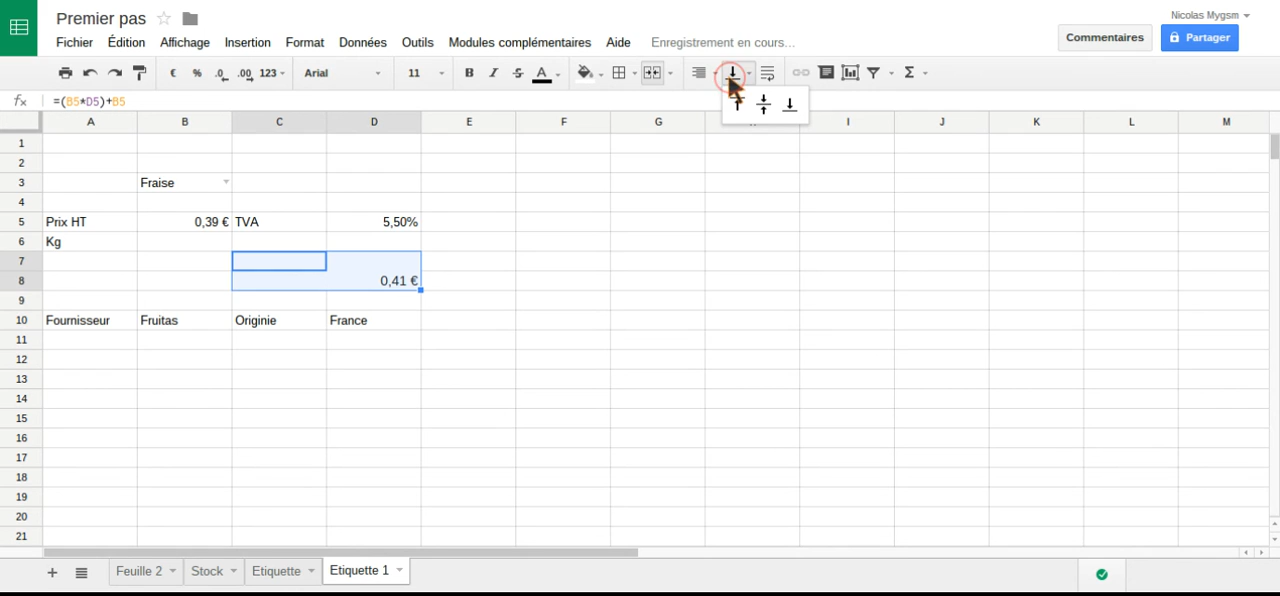 Premier pas
Nicolas Mygsm
Fichier Édition Affichage Insertion Format Données Outils Modules complémentaires Aide Enregistrement en cours...
Commentaires Partager
€ % .0 .00 123 Arial 11 B I S A Σ
fx =(B5*D5)+B5
A B C D E F G H I J K L M
1
2
3 Fraise
4
5 Prix HT 0,39 € TVA 5,50%
6 Kg
7
8 0,41 €
9
10 Fournisseur Fruitas Originie France
11
12
13
14
15
16
17
18
19
20
21
+ Feuille 2 Stock Etiquette Etiquette 1